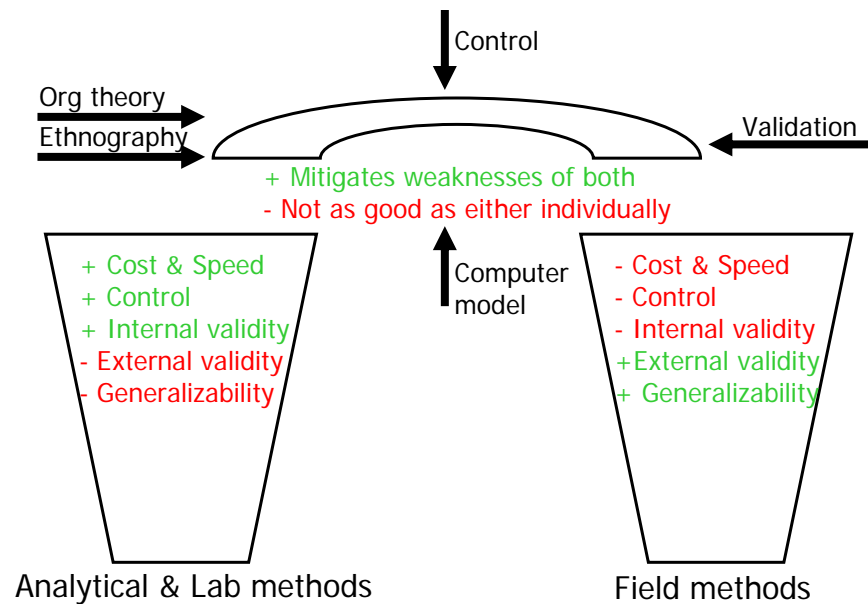 Control
Org theory
Ethnography
Validation
+ Mitigates weaknesses of both
- Not as good as either individually
Computer
model
+ Cost & Speed
+ Control
+ Internal validity
- External validity
- Generalizability
- Cost & Speed
- Control
- Internal validity
+External validity
+ Generalizability
Analytical & Lab methods
Field methods